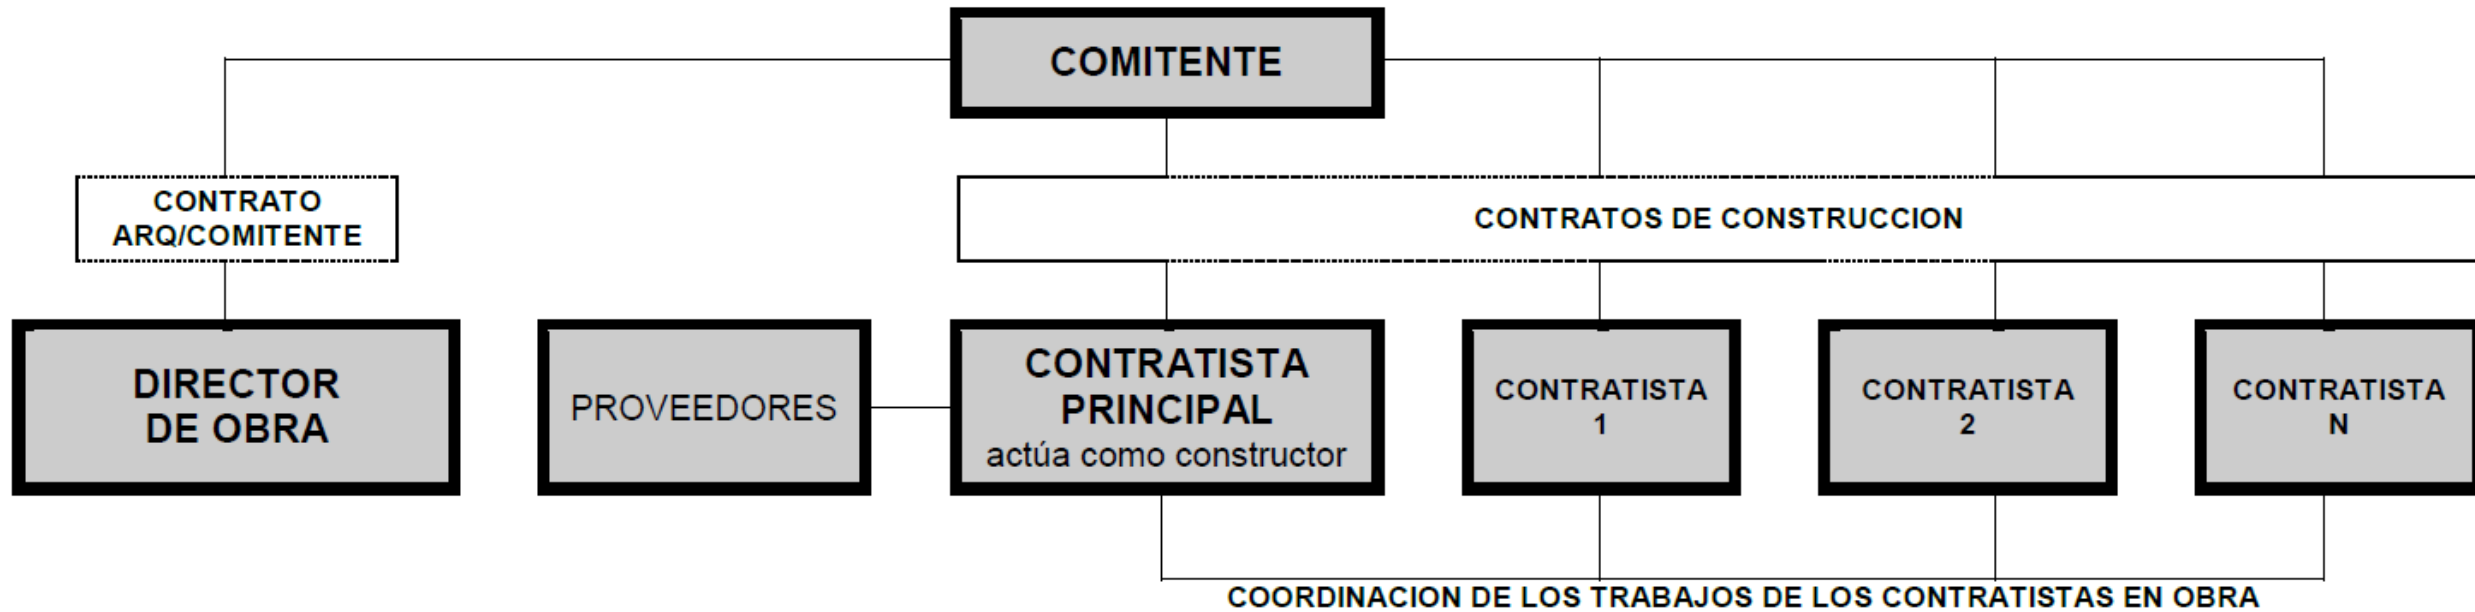 COMITENTE
CONTRATO
ARQ/COMITENTE
CONTRATOS DE CONSTRUCCION
DIRECTOR
DE OBRA
PROVEEDORES
CONTRATISTA
PRINCIPAL
actúa como constructor
CONTRATISTA
1
CONTRATISTA
2
CONTRATISTA
N
COORDINACION DE LOS TRABAJOS DE LOS CONTRATISTAS EN OBRA